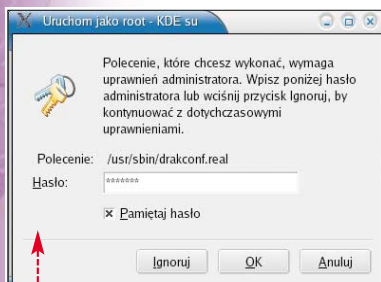 Uruchom jako root - KDE su
Polecenie, które chcesz wykonać, wymaga
uprawnień administratora. Wpisz poniżej hasło
administratora lub wciśnij przycisk Ignoruj, by
kontynuować z dotychczasowymi
uprawnieniami.
Polecenie: /usr/sbin/drakconf.real
Hasło: *******
Pamiętaj hasło
Ignoruj OK Anuluj